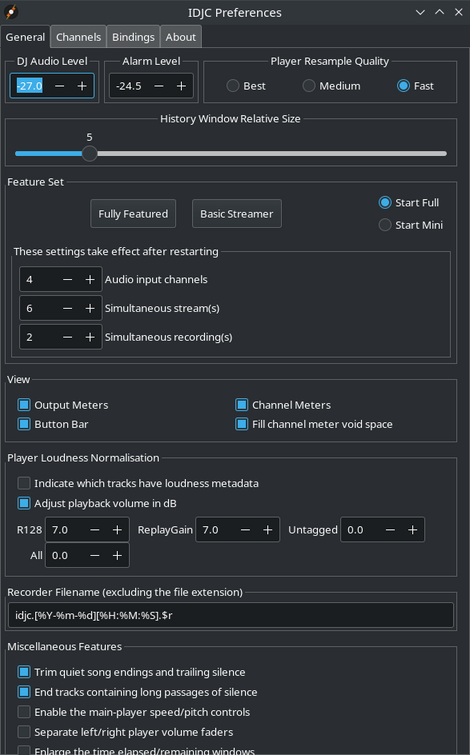 IDJC Preferences
General Channels Bindings About
DJ Audio Level Alarm Level Player Resample Quality
-27.0 − + -24.5 − + Best Medium Fast
History Window Relative Size
5
Feature Set
Fully Featured Basic Streamer Start Full
Start Mini
These settings take effect after restarting
4 − + Audio input channels
6 − + Simultaneous stream(s)
2 − + Simultaneous recording(s)
View
Output Meters Channel Meters
Button Bar Fill channel meter void space
Player Loudness Normalisation
Indicate which tracks have loudness metadata
Adjust playback volume in dB
R128 7.0 − + ReplayGain 7.0 − + Untagged 0.0 − +
All 0.0 − +
Recorder Filename (excluding the file extension)
idjc.[%Y-%m-%d][%H:%M:%S].$r
Miscellaneous Features
Trim quiet song endings and trailing silence
End tracks containing long passages of silence
Enable the main-player speed/pitch controls
Separate left/right player volume faders
Enlarge the time elapsed/remaining windows